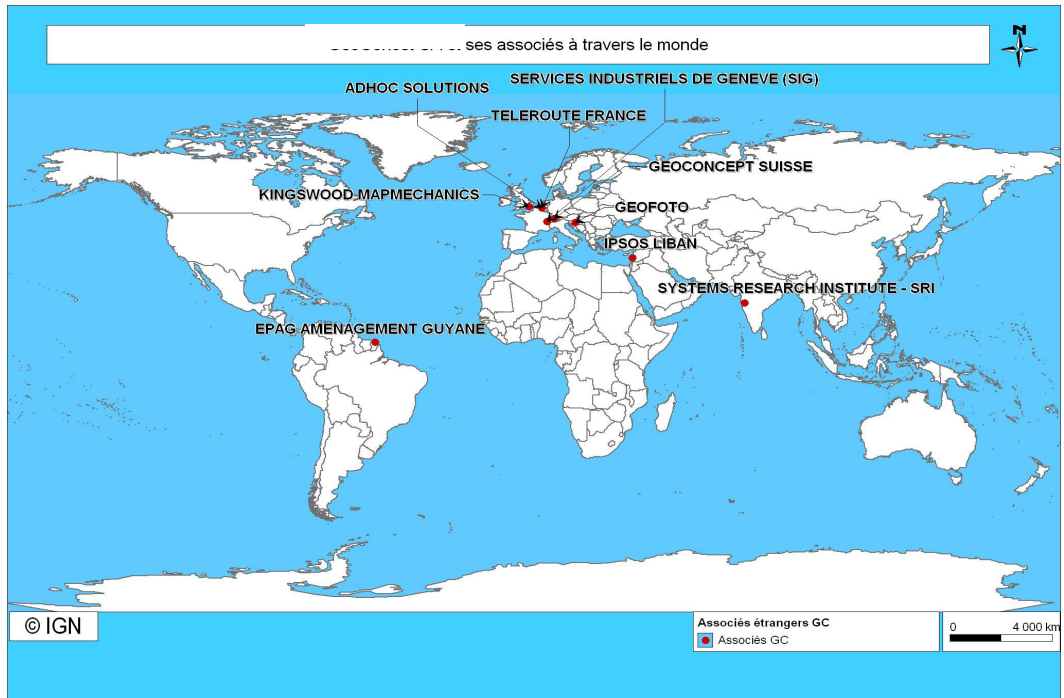 ses associés à travers le monde
N
SERVICES INDUSTRIELS DE GENEVE (SIG)
ADHOC SOLUTIONS
TELEROUTE FRANCE
GEOCONCEPT SUISSE
KINGSWOOD MAPMECHANICS
GEOFOTO
IPSOS LIBAN
SYSTEMS RESEARCH INSTITUTE - SRI
EPAG AMENAGEMENT GUYANE
© IGN
Associés étrangers GC
Associés GC
0 4 000 km